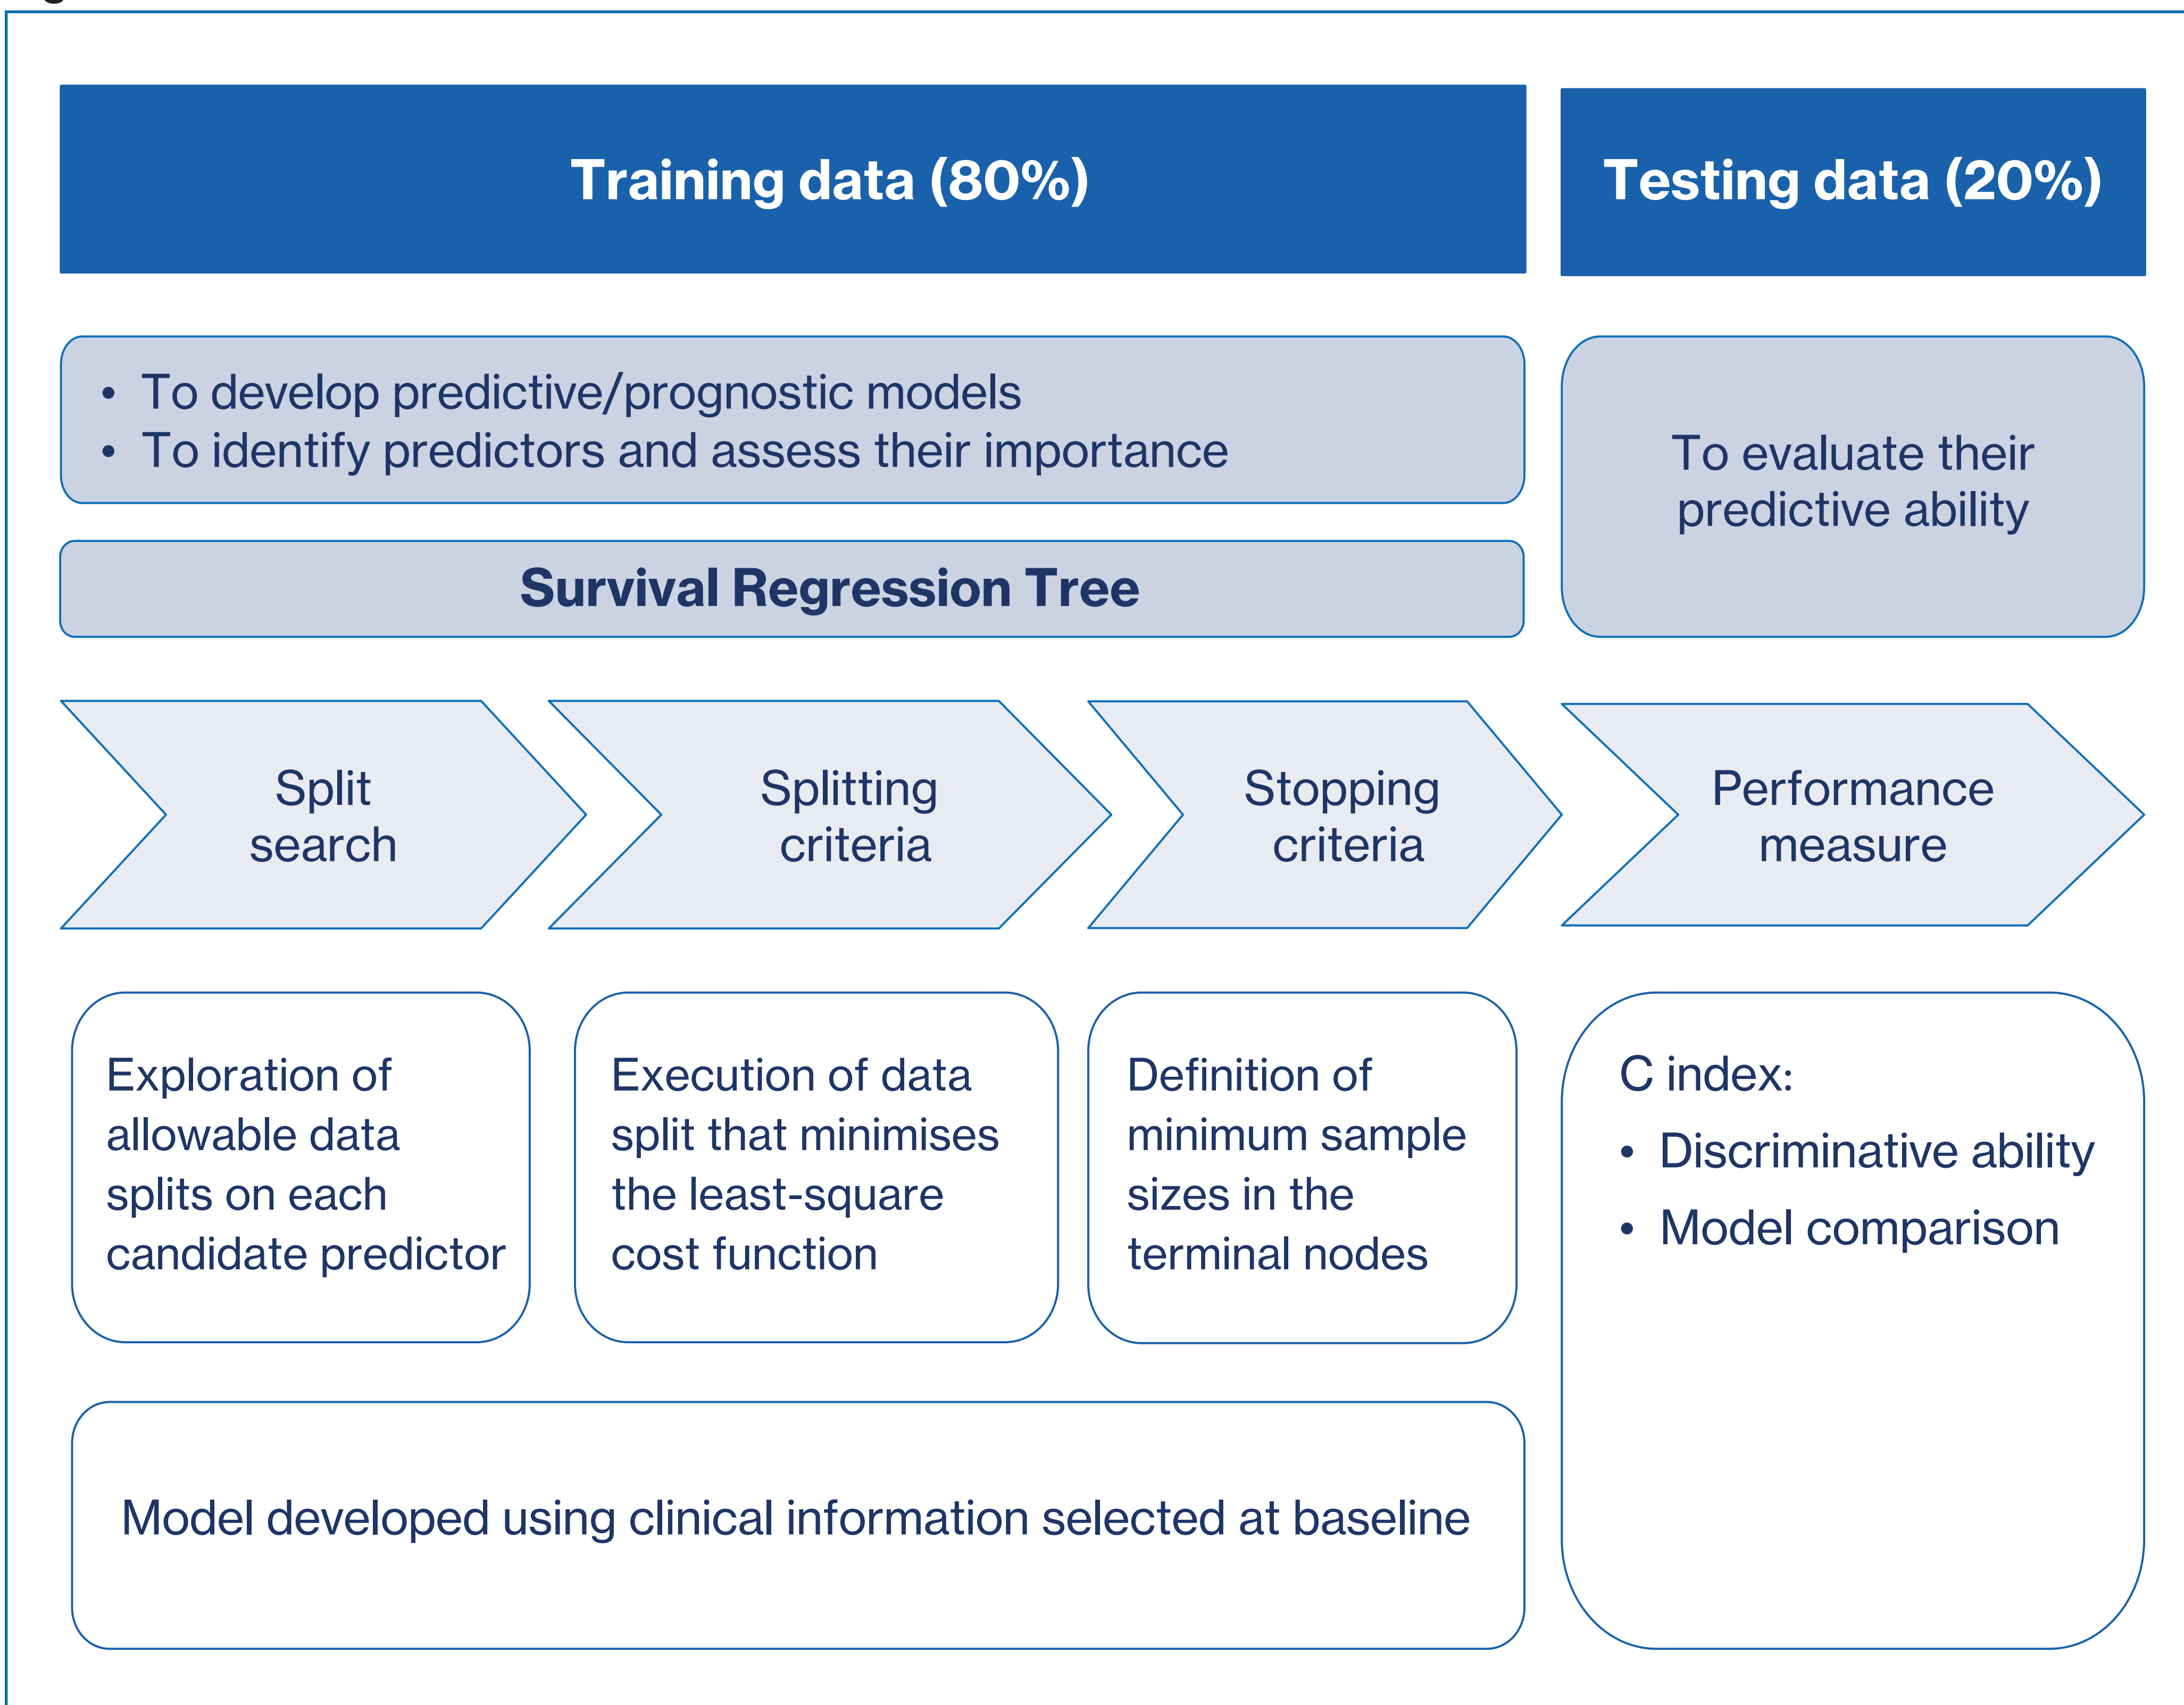 Training data (80%)
Testing data (20%)
• To develop predictive/prognostic models
• To identify predictors and assess their importance
To evaluate their
predictive ability
Survival Regression Tree
Split
search
Splitting
criteria
Stopping
criteria
Performance
measure
Exploration of
allowable data
splits on each
candidate predictor
Execution of data
split that minimises
the least-square
cost function
Definition of
minimum sample
sizes in the
terminal nodes
C index:
• Discriminative ability
• Model comparison
Model developed using clinical information selected at baseline